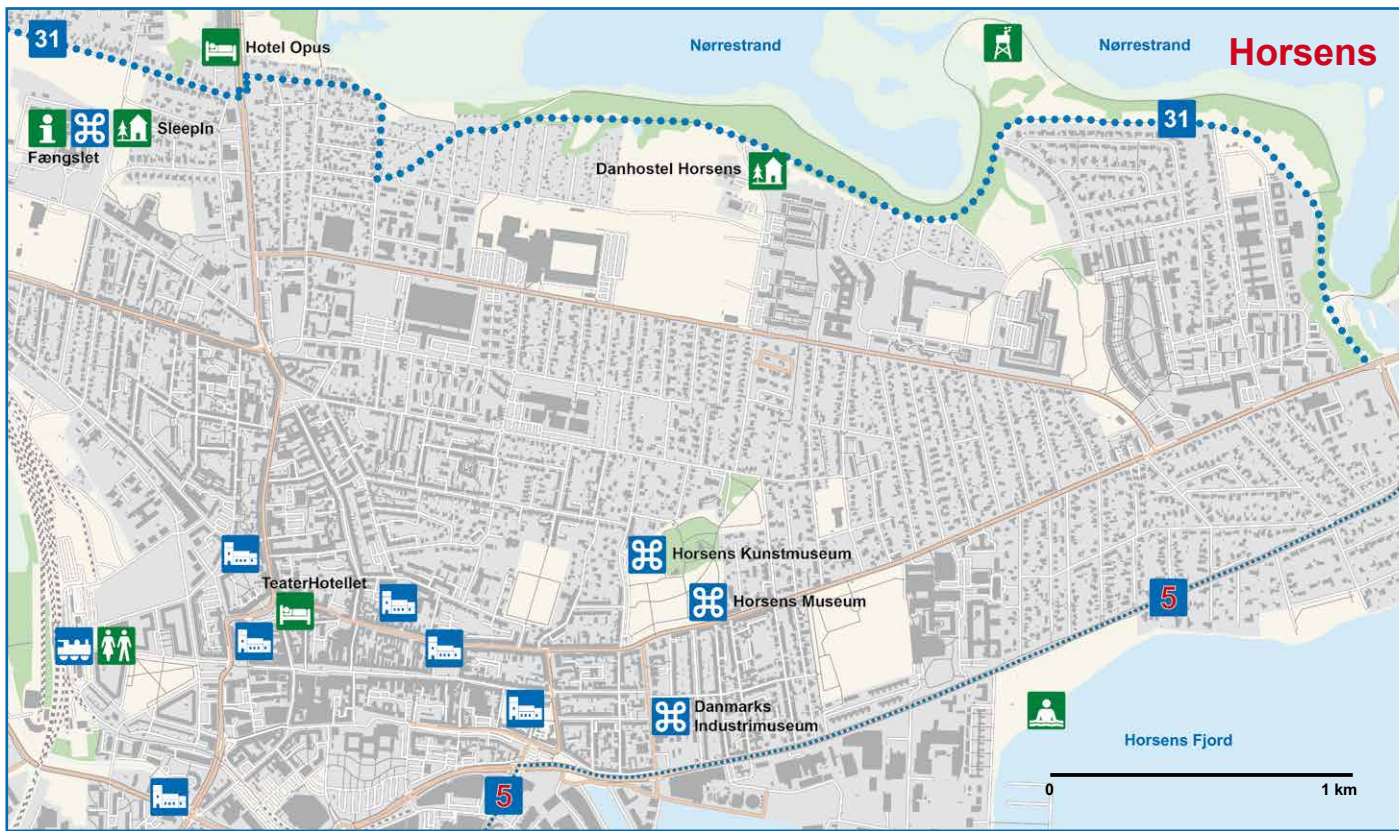 31
Hotel Opus
Nørrestrand
Nørrestrand
Horsens
SleepIn
Fængslet
31
Danhostel Horsens
Horsens Kunstmuseum
TeaterHotellet
Horsens Museum
5
Danmarks
Industrimuseum
Horsens Fjord
5
0
1 km